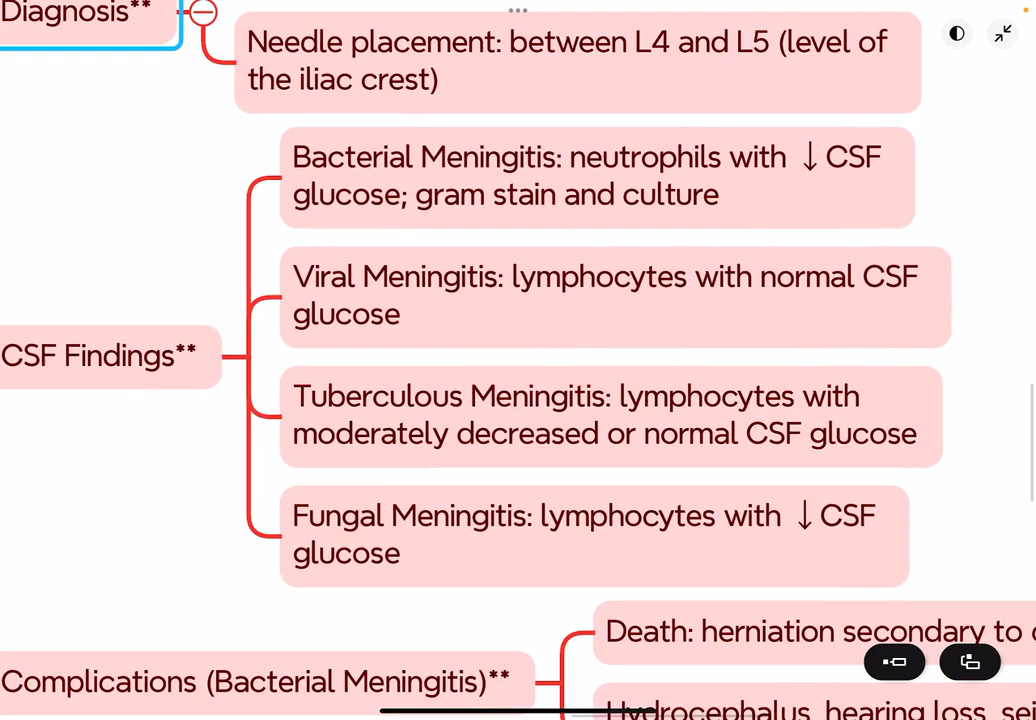 Diagnosis**
Needle placement: between L4 and L5 (level of
the iliac crest)
Bacterial Meningitis: neutrophils with ↓ CSF
glucose; gram stain and culture
Viral Meningitis: lymphocytes with normal CSF
glucose
CSF Findings**
Tuberculous Meningitis: lymphocytes with
moderately decreased or normal CSF glucose
Fungal Meningitis: lymphocytes with ↓ CSF
glucose
Death: herniation secondary to
Complications (Bacterial Meningitis)**
Hydrocephalus, hearing loss,